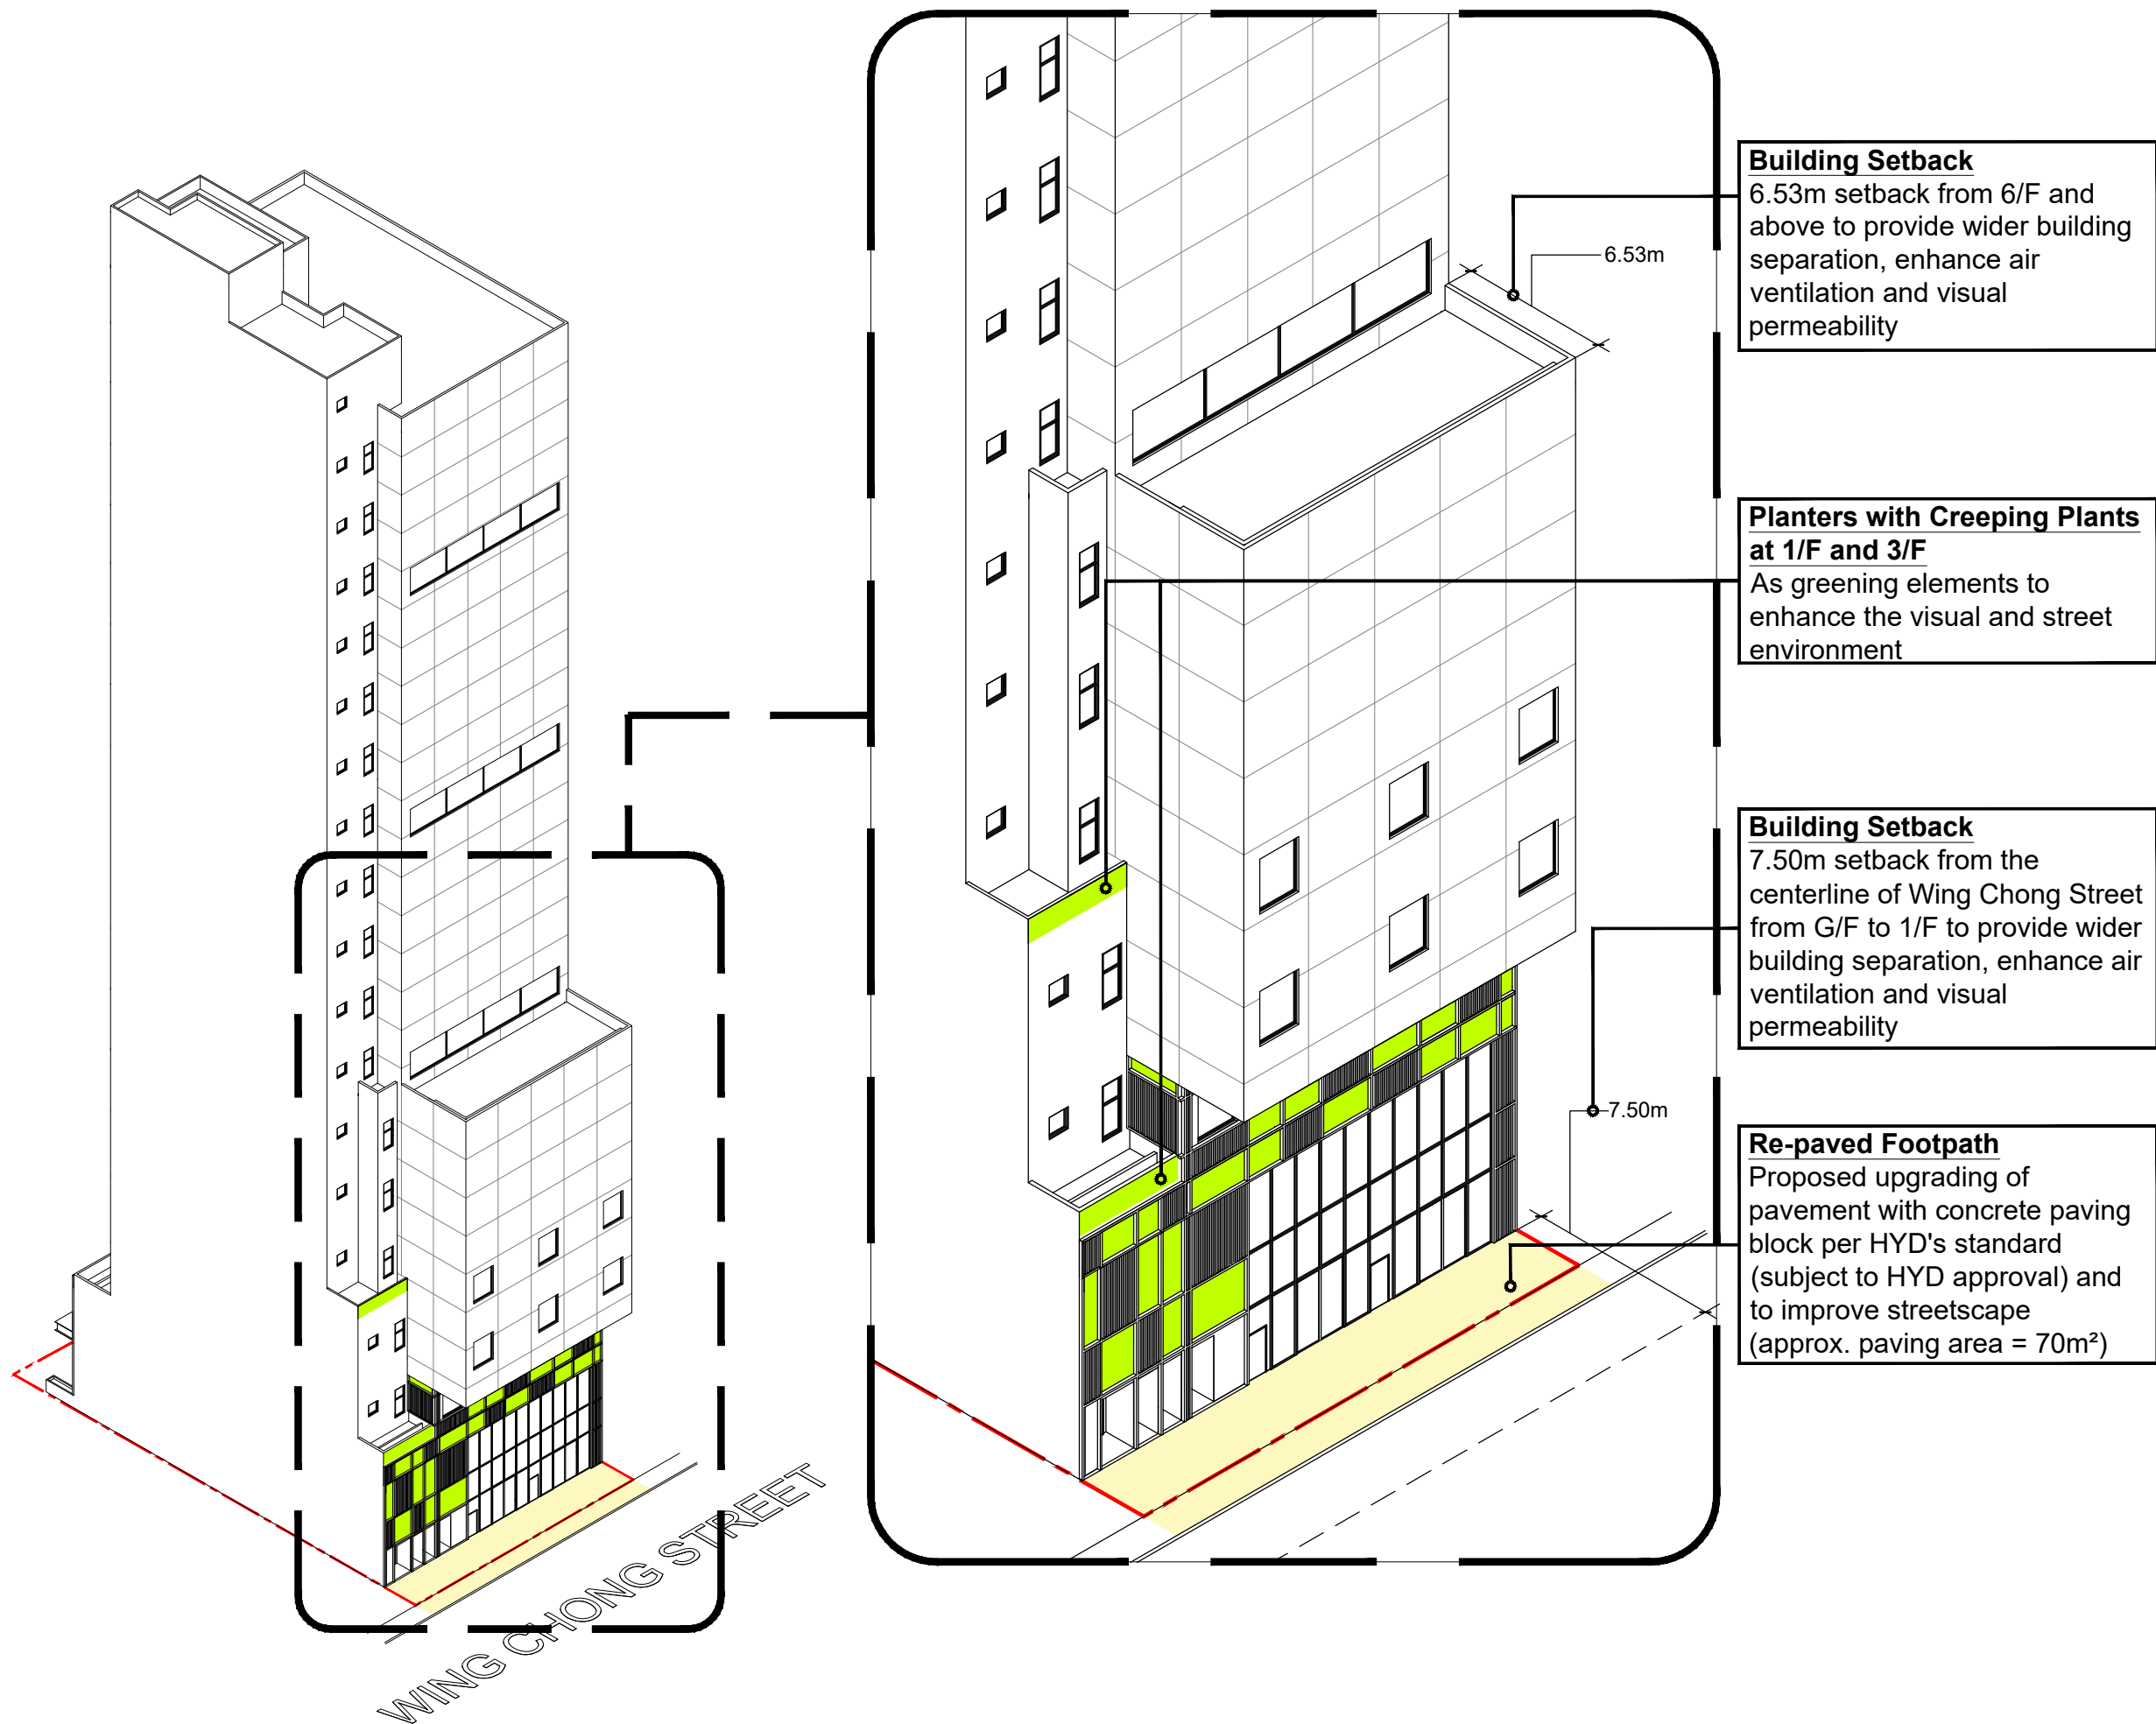 Building Setback
6.53m setback from 6/F and
above to provide wider building
separation, enhance air
ventilation and visual
permeability
6.53m
Planters with Creeping Plants
at 1/F and 3/F
As greening elements to
enhance the visual and street
environment
Building Setback
7.50m setback from the
centerline of Wing Chong Street
from G/F to 1/F to provide wider
building separation, enhance air
ventilation and visual
permeability
7.50m
Re-paved Footpath
Proposed upgrading of
pavement with concrete paving
block per HYD's standard
(subject to HYD approval) and
to improve streetscape
(approx. paving area = 70m²)
WING CHONG STREET